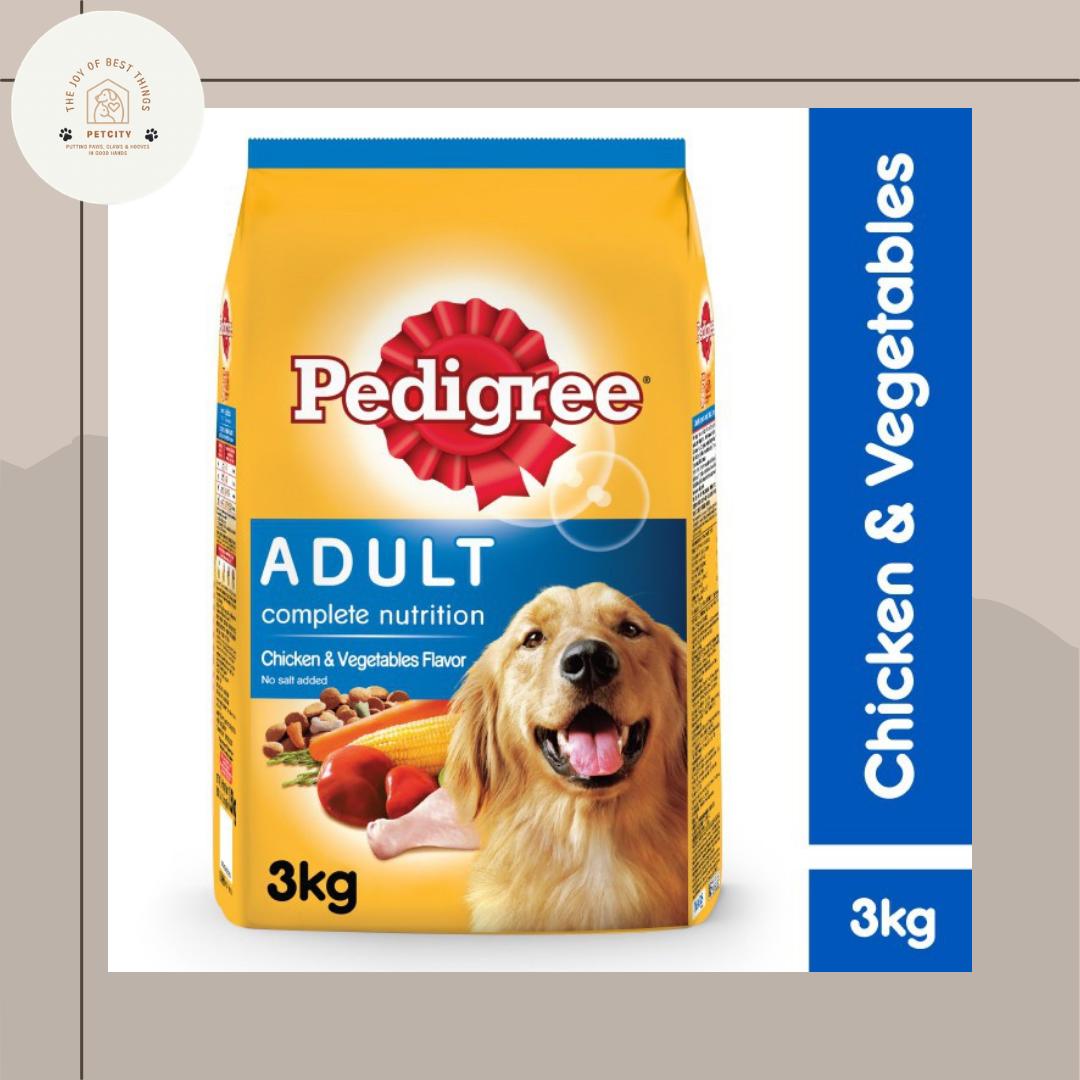 THE JOY OF BEST THINGS
PETCITY
PUTTING PAWS, CLAWS & HOOVES
IN GOOD HANDS
Pedigree®
ADULT
complete nutrition
Chicken & Vegetables Flavor
No salt added
3kg
Chicken & Vegetables
3kg